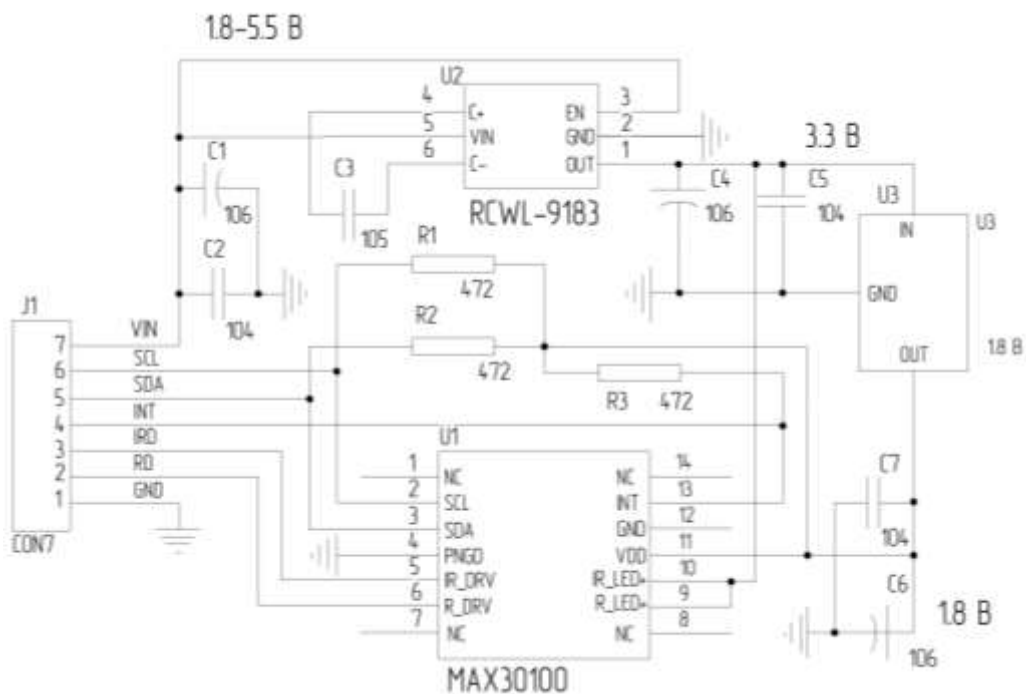 1.8-5.5 В
U2
4 C+ EN 3
5 VIN GND 2
6 C- OUT 1
RCWL-9183
3.3 В
C1
106
C2
104
C3
105
C4
106
C5
104
U3
U3
IN
GND
OUT
1.8 В
R1
472
R2
472
R3 472
J1
7 VIN
6 SCL
5 SDA
4 INT
3 IRD
2 RD
1 GND
CON7
U1
1 NC NC 14
2 SCL INT 13
3 SDA GND 12
4 PNGD VDD 11
5 IR_DRV IR_LED+ 10
6 R_DRV R_LED+ 9
7 NC NC 8
MAX30100
C7
104
C6
106
1.8 В